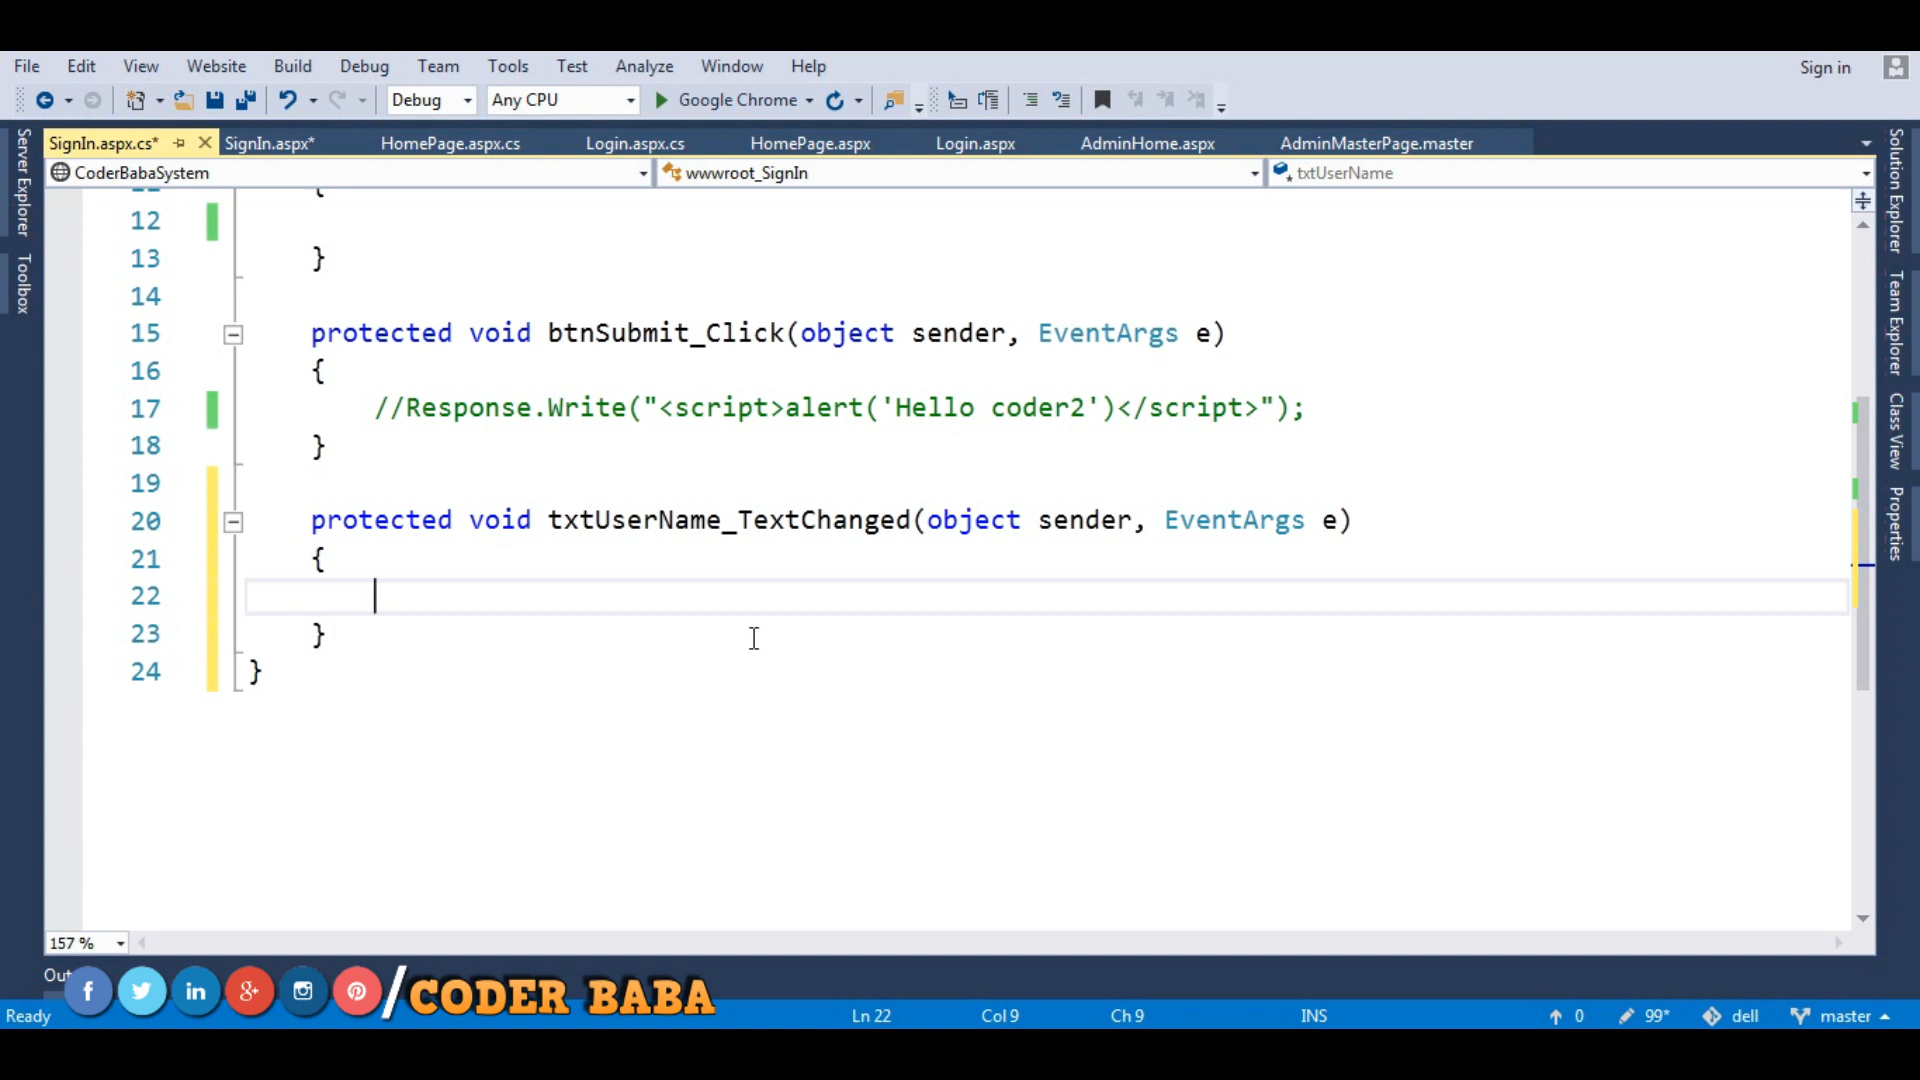 File Edit View Website Build Debug Team Tools Test Analyze Window Help Sign in
Debug Any CPU Google Chrome
SignIn.aspx.cs* SignIn.aspx* HomePage.aspx.cs Login.aspx.cs HomePage.aspx Login.aspx AdminHome.aspx AdminMasterPage.master
CoderBabaSystem wwwroot_SignIn txtUserName
Server Explorer
Toolbox
{
12
13 }
14
15 protected void btnSubmit_Click(object sender, EventArgs e)
16 {
17 //Response.Write("<script>alert('Hello coder2')</script>");
18 }
19
20 protected void txtUserName_TextChanged(object sender, EventArgs e)
21 {
22
23 }
24 }
Solution Explorer
Team Explorer
Class View
Properties
157 %
Out
f in g+ /CODER BABA
Ready Ln 22 Col 9 Ch 9 INS 0 99* dell master